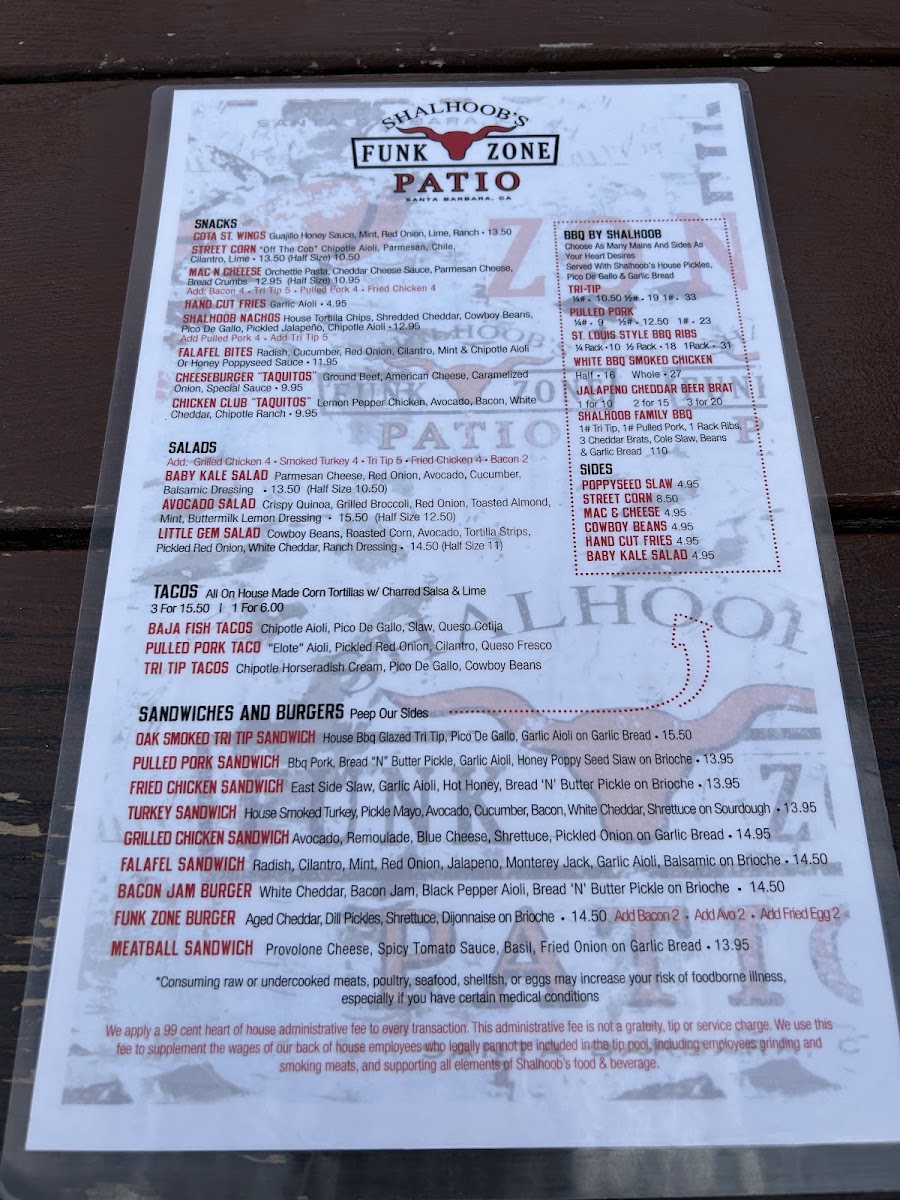 SHALHOOB'S
FUNK ZONE
PATIO
SANTA BARBARA, CA
SNACKS
COTA ST. WINGS Guajillo Honey Sauce, Mint, Red Onion, Lime, Ranch • 13.50
STREET CORN "Off The Cob" Chipotle Aioli, Parmesan, Chile,
Cilantro, Lime • 13.50 (Half Size) 10.50
MAC N CHEEESE Orchettie Pasta, Cheddar Cheese Sauce, Parmesan Cheese,
Bread Crumbs 12.95 (Half Size) 10.95
Add: Bacon 4 • Tri Tip 5 • Pulled Pork 4 • Fried Chicken 4
HAND CUT FRIES Garlic Aioli • 4.95
SHALHOOB NACHOS House Tortilla Chips, Shredded Cheddar, Cowboy Beans,
Pico De Gallo, Pickled Jalapeño, Chipotle Aioli • 12.95
Add Pulled Pork 4 • Add Tri Tip 5
FALAFEL BITES Radish, Cucumber, Red Onion, Cilantro, Mint & Chipotle Aioli
Or Honey Poppyseed Sauce • 11.95
CHEESEBURGER "TAQUITOS" Ground Beef, American Cheese, Caramelized
Onion, Special Sauce • 9.95
CHICKEN CLUB "TAQUITOS" Lemon Pepper Chicken, Avocado, Bacon, White
Cheddar, Chipotle Ranch • 9.95
SALADS
Add: Grilled Chicken 4 • Smoked Turkey 4 • Tri Tip 5 • Fried Chicken 4 • Bacon 2
BABY KALE SALAD Parmesan Cheese, Red Onion, Avocado, Cucumber,
Balsamic Dressing • 13.50 (Half Size 10.50)
AVOCADO SALAD Crispy Quinoa, Grilled Broccoli, Red Onion, Toasted Almond,
Mint, Buttermilk Lemon Dressing • 15.50 (Half Size 12.50)
LITTLE GEM SALAD Cowboy Beans, Roasted Corn, Avocado, Tortilla Strips,
Pickled Red Onion, White Cheddar, Ranch Dressing • 14.50 (Half Size 11)
BBQ BY SHALHOOB
Choose As Many Mains And Sides As
Your Heart Desires
Served With Shalhoob's House Pickles,
Pico De Gallo & Garlic Bread
TRI-TIP
¼# • 10.50 ½# • 19 1# • 33
PULLED PORK
¼# • 9 ½# • 12.50 1# • 23
ST. LOUIS STYLE BBQ RIBS
¼ Rack • 10 ½ Rack • 18 1 Rack • 31
WHITE BBQ SMOKED CHICKEN
Half • 16 Whole • 27
JALAPENO CHEDDAR BEER BRAT
1 for 10 2 for 15 3 for 20
SHALHOOB FAMILY BBQ
1# Tri Tip, 1# Pulled Pork, 1 Rack Ribs,
3 Cheddar Brats, Cole Slaw, Beans
& Garlic Bread 110
SIDES
POPPYSEED SLAW 4.95
STREET CORN 8.50
MAC & CHEESE 4.95
COWBOY BEANS 4.95
HAND CUT FRIES 4.95
BABY KALE SALAD 4.95
TACOS All On House Made Corn Tortillas w/ Charred Salsa & Lime
3 For 15.50 | 1 For 6.00
BAJA FISH TACOS Chipotle Aioli, Pico De Gallo, Slaw, Queso Cotija
PULLED PORK TACO "Elote" Aioli, Pickled Red Onion, Cilantro, Queso Fresco
TRI TIP TACOS Chipotle Horseradish Cream, Pico De Gallo, Cowboy Beans
SANDWICHES AND BURGERS Peep Our Sides
OAK SMOKED TRI TIP SANDWICH House Bbq Glazed Tri Tip, Pico De Gallo, Garlic Aioli on Garlic Bread • 15.50
PULLED PORK SANDWICH Bbq Pork, Bread "N" Butter Pickle, Garlic Aioli, Honey Poppy Seed Slaw on Brioche • 13.95
FRIED CHICKEN SANDWICH East Side Slaw, Garlic Aioli, Hot Honey, Bread 'N' Butter Pickle on Brioche • 13.95
TURKEY SANDWICH House Smoked Turkey, Pickle Mayo, Avocado, Cucumber, Bacon, White Cheddar, Shrettuce on Sourdough • 13.95
GRILLED CHICKEN SANDWICH Avocado, Remoulade, Blue Cheese, Shrettuce, Pickled Onion on Garlic Bread • 14.95
FALAFEL SANDWICH Radish, Cilantro, Mint, Red Onion, Jalapeno, Monterey Jack, Garlic Aioli, Balsamic on Brioche • 14.50
BACON JAM BURGER White Cheddar, Bacon Jam, Black Pepper Aioli, Bread 'N' Butter Pickle on Brioche • 14.50
FUNK ZONE BURGER Aged Cheddar, Dill Pickles, Shrettuce, Dijonnaise on Brioche • 14.50 Add Bacon 2 • Add Avo 2 • Add Fried Egg 2
MEATBALL SANDWICH Provolone Cheese, Spicy Tomato Sauce, Basil, Fried Onion on Garlic Bread • 13.95
*Consuming raw or undercooked meats, poultry, seafood, shellfish, or eggs may increase your risk of foodborne illness,
especially if you have certain medical conditions
We apply a 99 cent heart of house administrative fee to every transaction. This administrative fee is not a gratuity, tip or service charge. We use this
fee to supplement the wages of our back of house employees who legally cannot be included in the tip pool, including employees grinding and
smoking meats, and supporting all elements of Shalhoob's food & beverage.